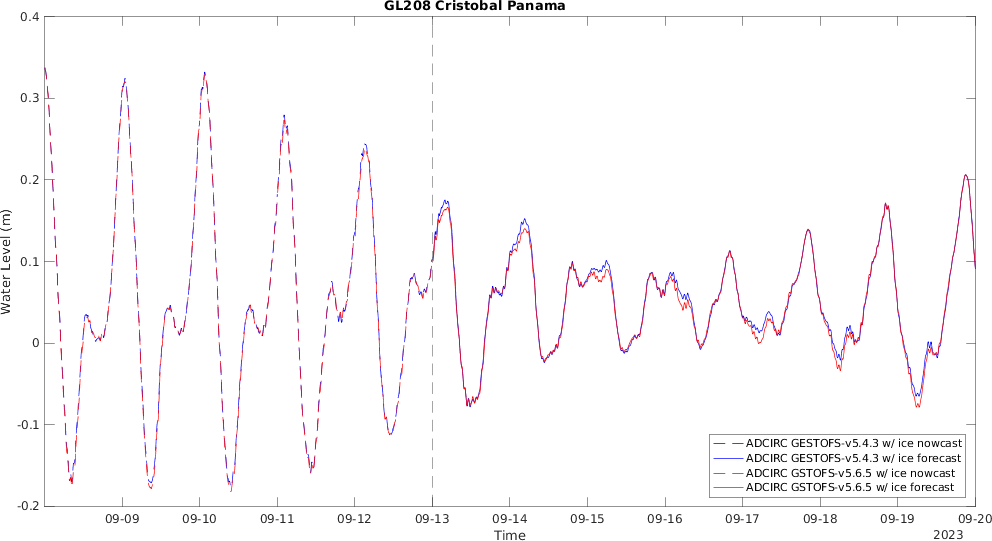 GL208 Cristobal Panama
0.4
0.3
0.2
0.1
0
-0.1
-0.2
Water Level (m)
ADCIRC GESTOFS-v5.4.3 w/ ice nowcast
ADCIRC GESTOFS-v5.4.3 w/ ice forecast
ADCIRC GSTOFS-v5.6.5 w/ ice nowcast
ADCIRC GSTOFS-v5.6.5 w/ ice forecast
09-09 09-10 09-11 09-12 09-13 09-14 09-15 09-16 09-17 09-18 09-19 09-20
Time
2023